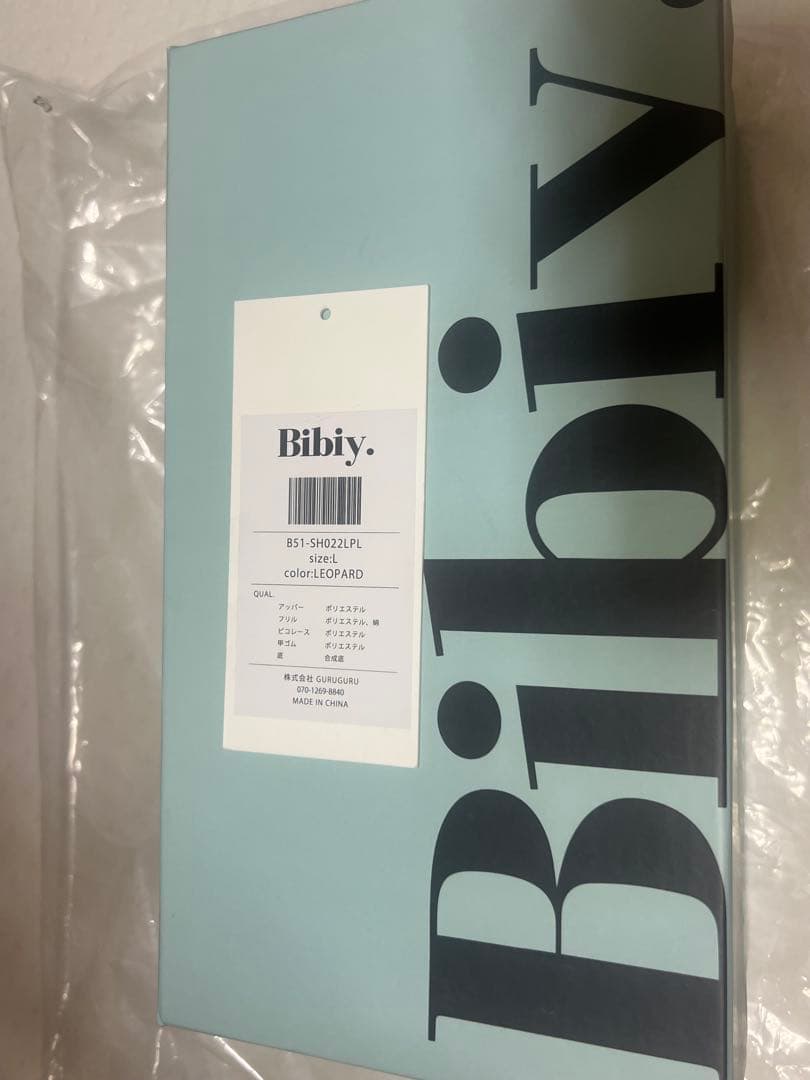 Bibiy.
Bibiy.
B51-SH022LPL
size:L
color:LEOPARD
QUAL.
アッパー ポリエステル
フリル ポリエステル、綿
ピコレース ポリエステル
甲ゴム ポリエステル
底 合成底
株式会社 GURUGURU
070-1269-8840
MADE IN CHINA